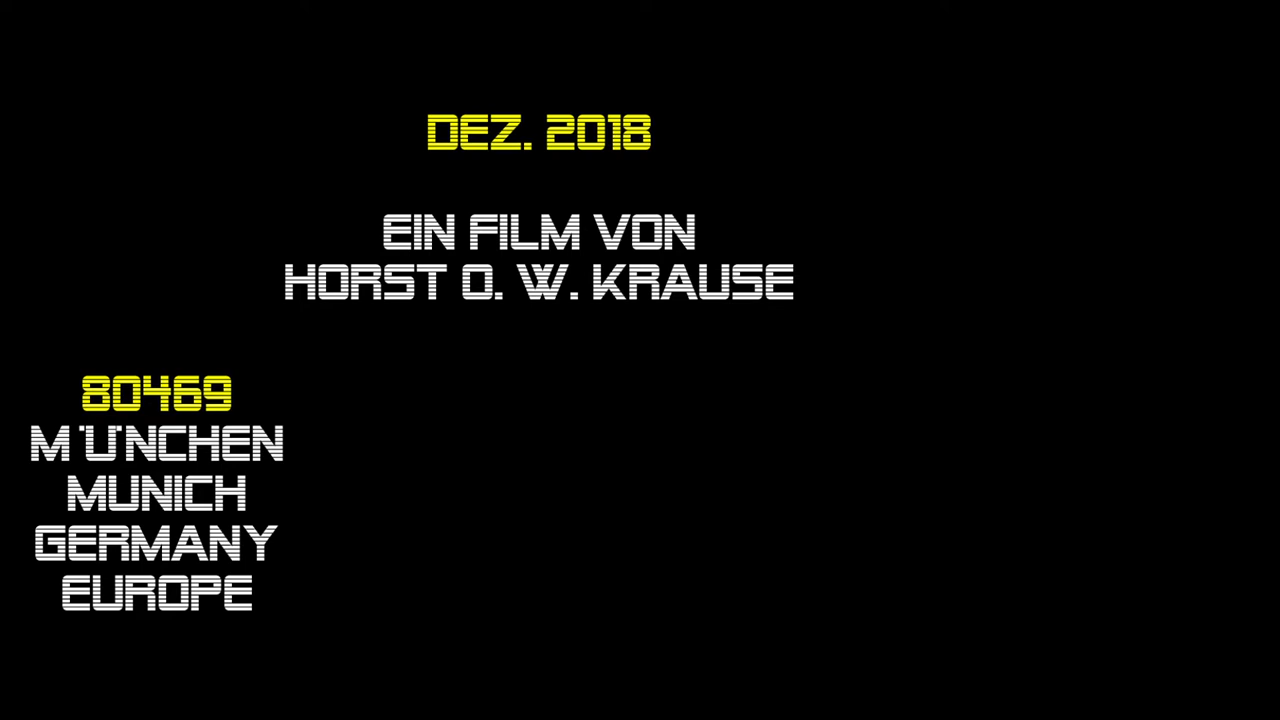 DEZ. 2018
EIN FILM VON
HORST O. W. KRAUSE
80469
MÜNCHEN
MUNICH
GERMANY
EUROPE